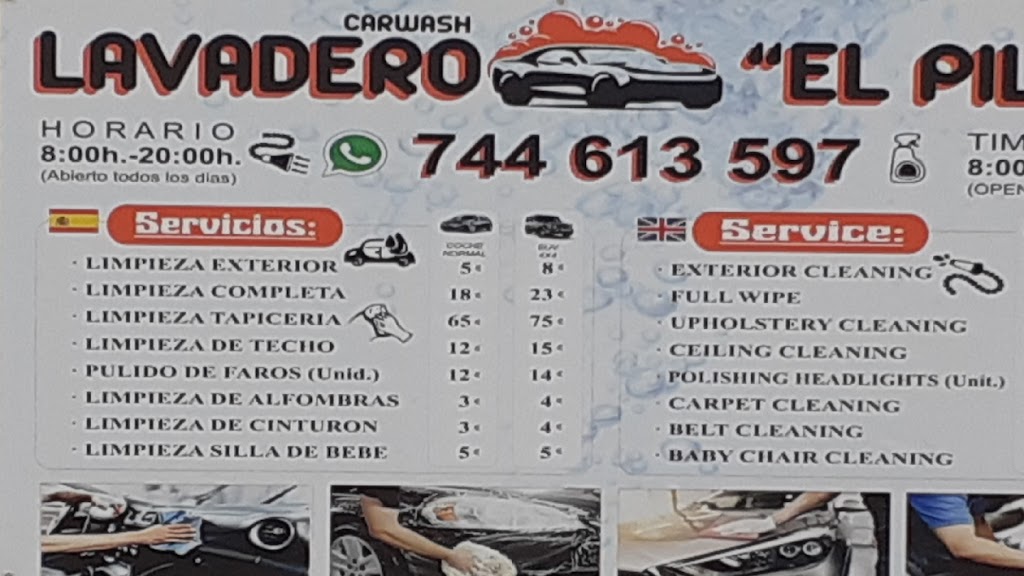 CARWASH
LAVADERO "EL PIL
HORARIO
8:00h.-20:00h.
(Abierto todos los dias)
744 613 597
TIM
8:00
(OPEN
Servicios:
COCHE NORMAL
SUV 4x4
· LIMPIEZA EXTERIOR 5€ 8€
· LIMPIEZA COMPLETA 18€ 23€
· LIMPIEZA TAPICERIA 65€ 75€
· LIMPIEZA DE TECHO 12€ 15€
· PULIDO DE FAROS (Unid.) 12€ 14€
· LIMPIEZA DE ALFOMBRAS 3€ 4€
· LIMPIEZA DE CINTURON 3€ 4€
· LIMPIEZA SILLA DE BEBE 5€ 5€
Service:
· EXTERIOR CLEANING
· FULL WIPE
· UPHOLSTERY CLEANING
· CEILING CLEANING
· POLISHING HEADLIGHTS (Unit.)
· CARPET CLEANING
· BELT CLEANING
· BABY CHAIR CLEANING